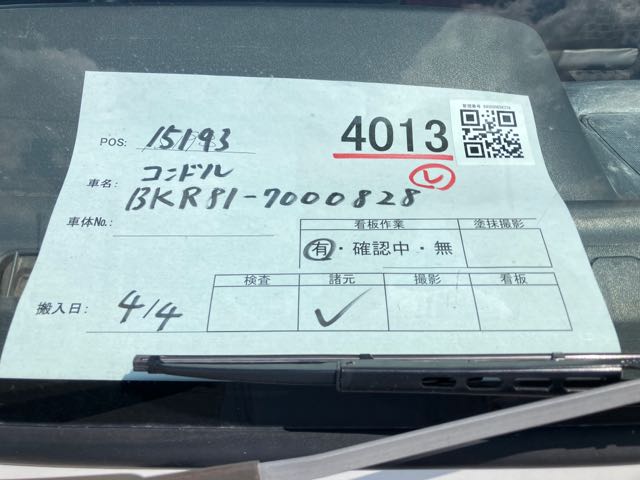 POS: 15193
4013
レ
車名: コンドル
BKR81-7000828
車体No.:
看板作業 塗抹撮影
有・確認中・無
検査 諸元 撮影 看板
搬入日: 4/4